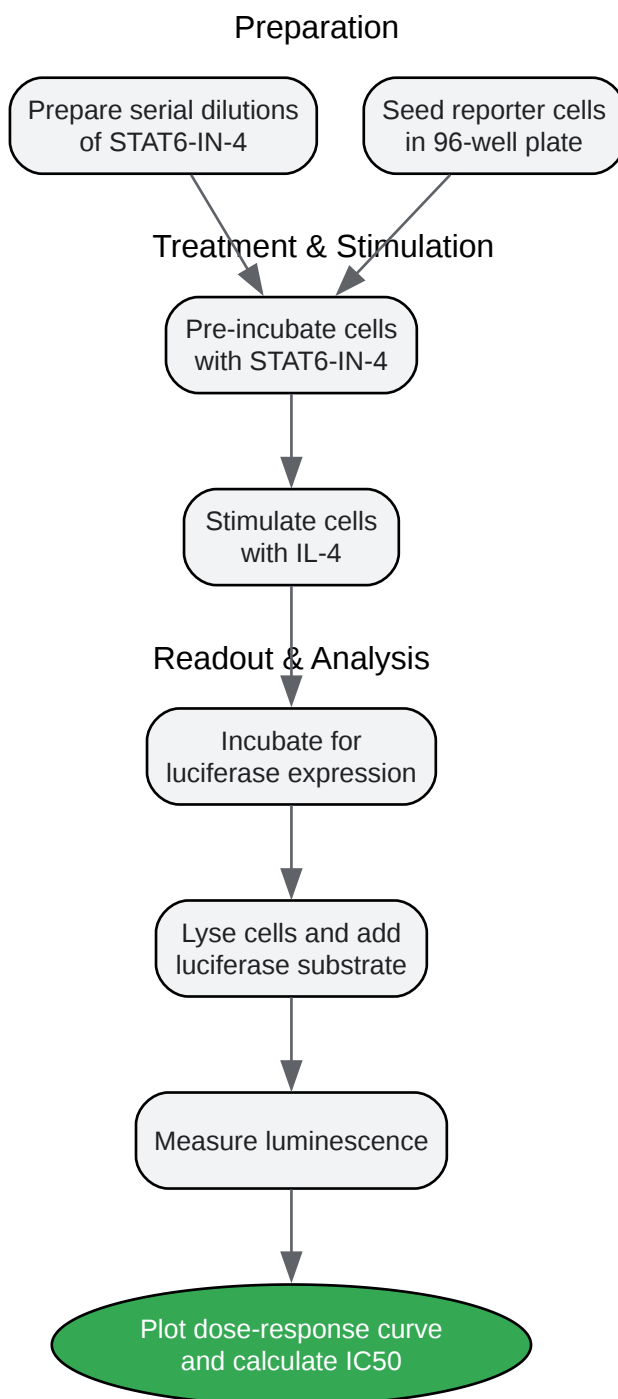 Preparation
Prepare serial dilutions
of STAT6-IN-4
Seed reporter cells
in 96-well plate
Treatment & Stimulation
Pre-incubate cells
with STAT6-IN-4
Stimulate cells
with IL-4
Readout & Analysis
Incubate for
luciferase expression
Lyse cells and add
luciferase substrate
Measure luminescence
Plot dose-response curve
and calculate IC50